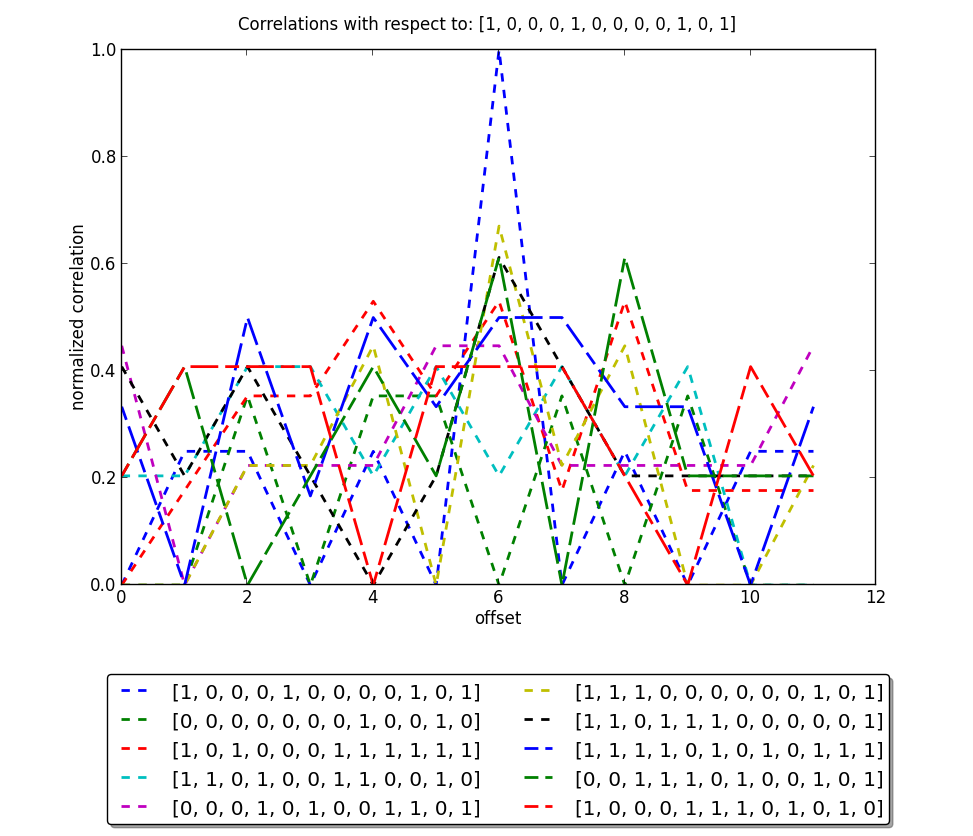 Correlations with respect to: [1, 0, 0, 0, 1, 0, 0, 0, 0, 1, 0, 1]
1.0
0.8
0.6
0.4
0.2
0.0
normalized correlation
0 2 4 6 8 10 12
offset
[1, 0, 0, 0, 1, 0, 0, 0, 0, 1, 0, 1]
[0, 0, 0, 0, 0, 0, 0, 1, 0, 0, 1, 0]
[1, 0, 1, 0, 0, 0, 1, 1, 1, 1, 1, 1]
[1, 1, 0, 1, 0, 0, 1, 1, 0, 0, 1, 0]
[0, 0, 0, 1, 0, 1, 0, 0, 1, 1, 0, 1]
[1, 1, 1, 0, 0, 0, 0, 0, 0, 1, 0, 1]
[1, 1, 0, 1, 1, 1, 0, 0, 0, 0, 0, 1]
[1, 1, 1, 1, 0, 1, 0, 1, 0, 1, 1, 1]
[0, 0, 1, 1, 1, 0, 1, 0, 0, 1, 0, 1]
[1, 0, 0, 0, 1, 1, 1, 0, 1, 0, 1, 0]